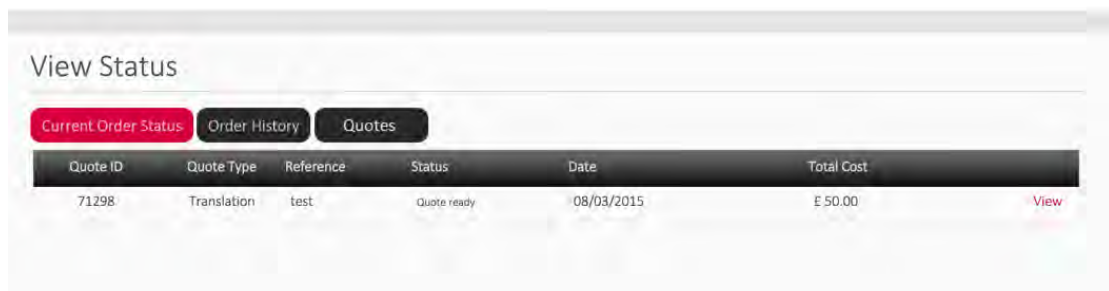 View Status
Current Order Status Order History Quotes
Quote ID Quote Type Reference Status Date Total Cost
71298 Translation test Quote ready 08/03/2015 £ 50.00 View